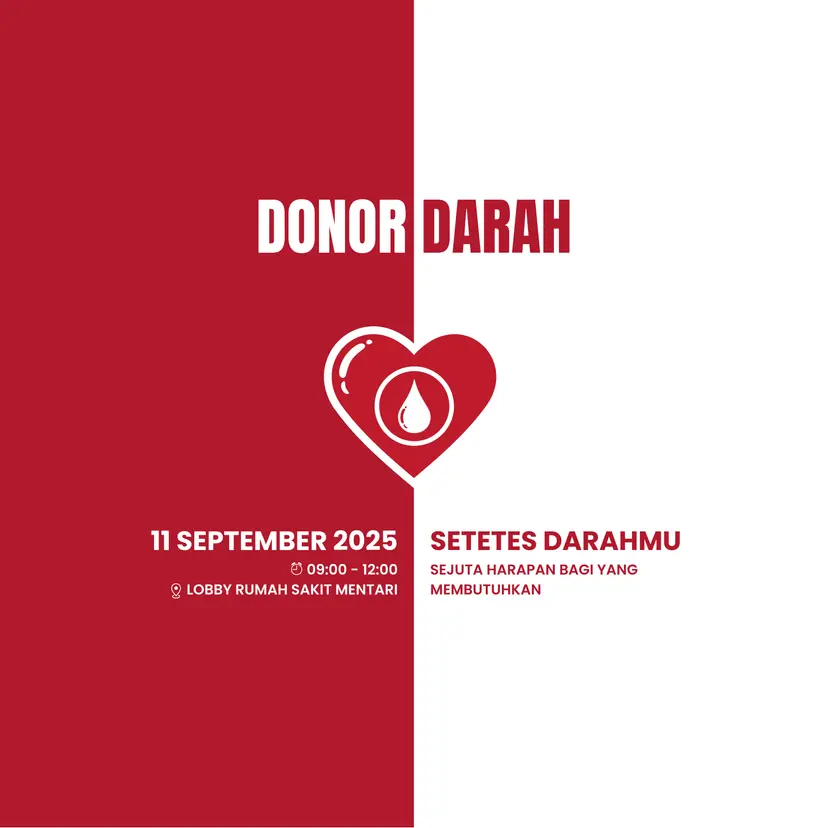 DONOR DARAH
11 SEPTEMBER 2025
09:00 - 12:00
LOBBY RUMAH SAKIT MENTARI
SETETES DARAHMU
SEJUTA HARAPAN BAGI YANG
MEMBUTUHKAN